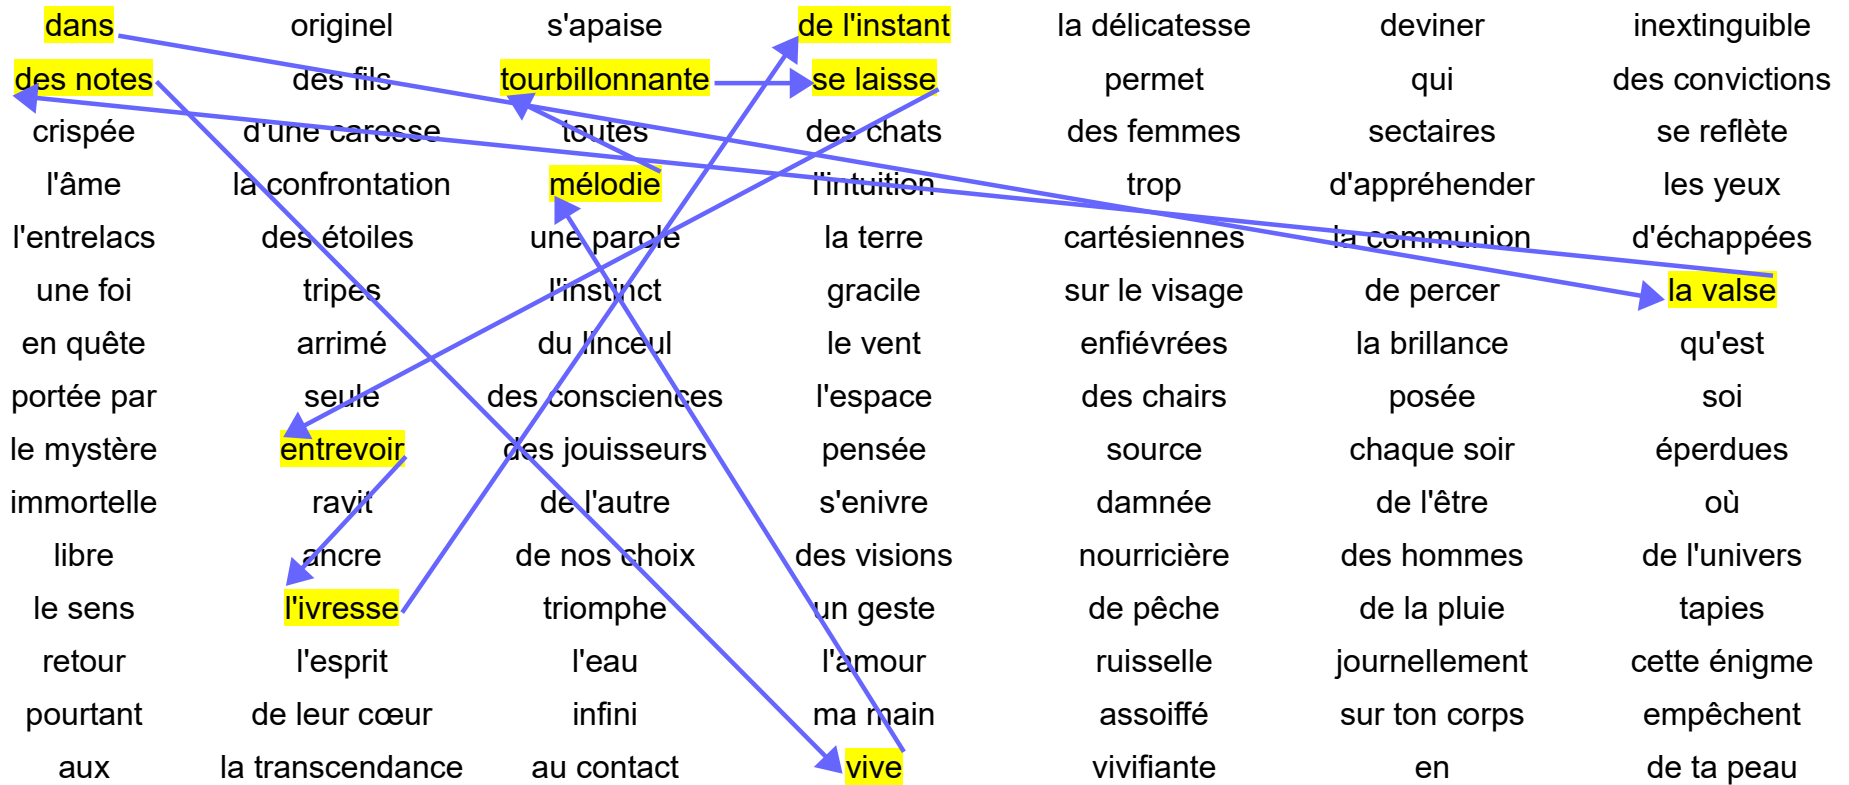 dans originel s'apaise de l'instant la délicatesse deviner inextinguible
des notes des fils tourbillonnante se laisse permet qui des convictions
crispée d'une caresse toutes des chats des femmes sectaires se reflète
l'âme la confrontation mélodie l'intuition trop d'appréhender les yeux
l'entrelacs des étoiles une parole la terre cartésiennes la communion d'échappées
une foi tripes l'instinct gracile sur le visage de percer la valse
en quête arrimé du linceul le vent enfiévrées la brillance qu'est
portée par seule des consciences l'espace des chairs posée soi
le mystère entrevoir des jouisseurs pensée source chaque soir éperdues
immortelle ravit de l'autre s'enivre damnée de l'être où
libre ancre de nos choix des visions nourricière des hommes de l'univers
le sens l'ivresse triomphe un geste de pêche de la pluie tapies
retour l'esprit l'eau l'amour ruisselle journellement cette énigme
pourtant de leur cœur infini ma main assoiffé sur ton corps empêchent
aux la transcendance au contact vive vivifiante en de ta peau